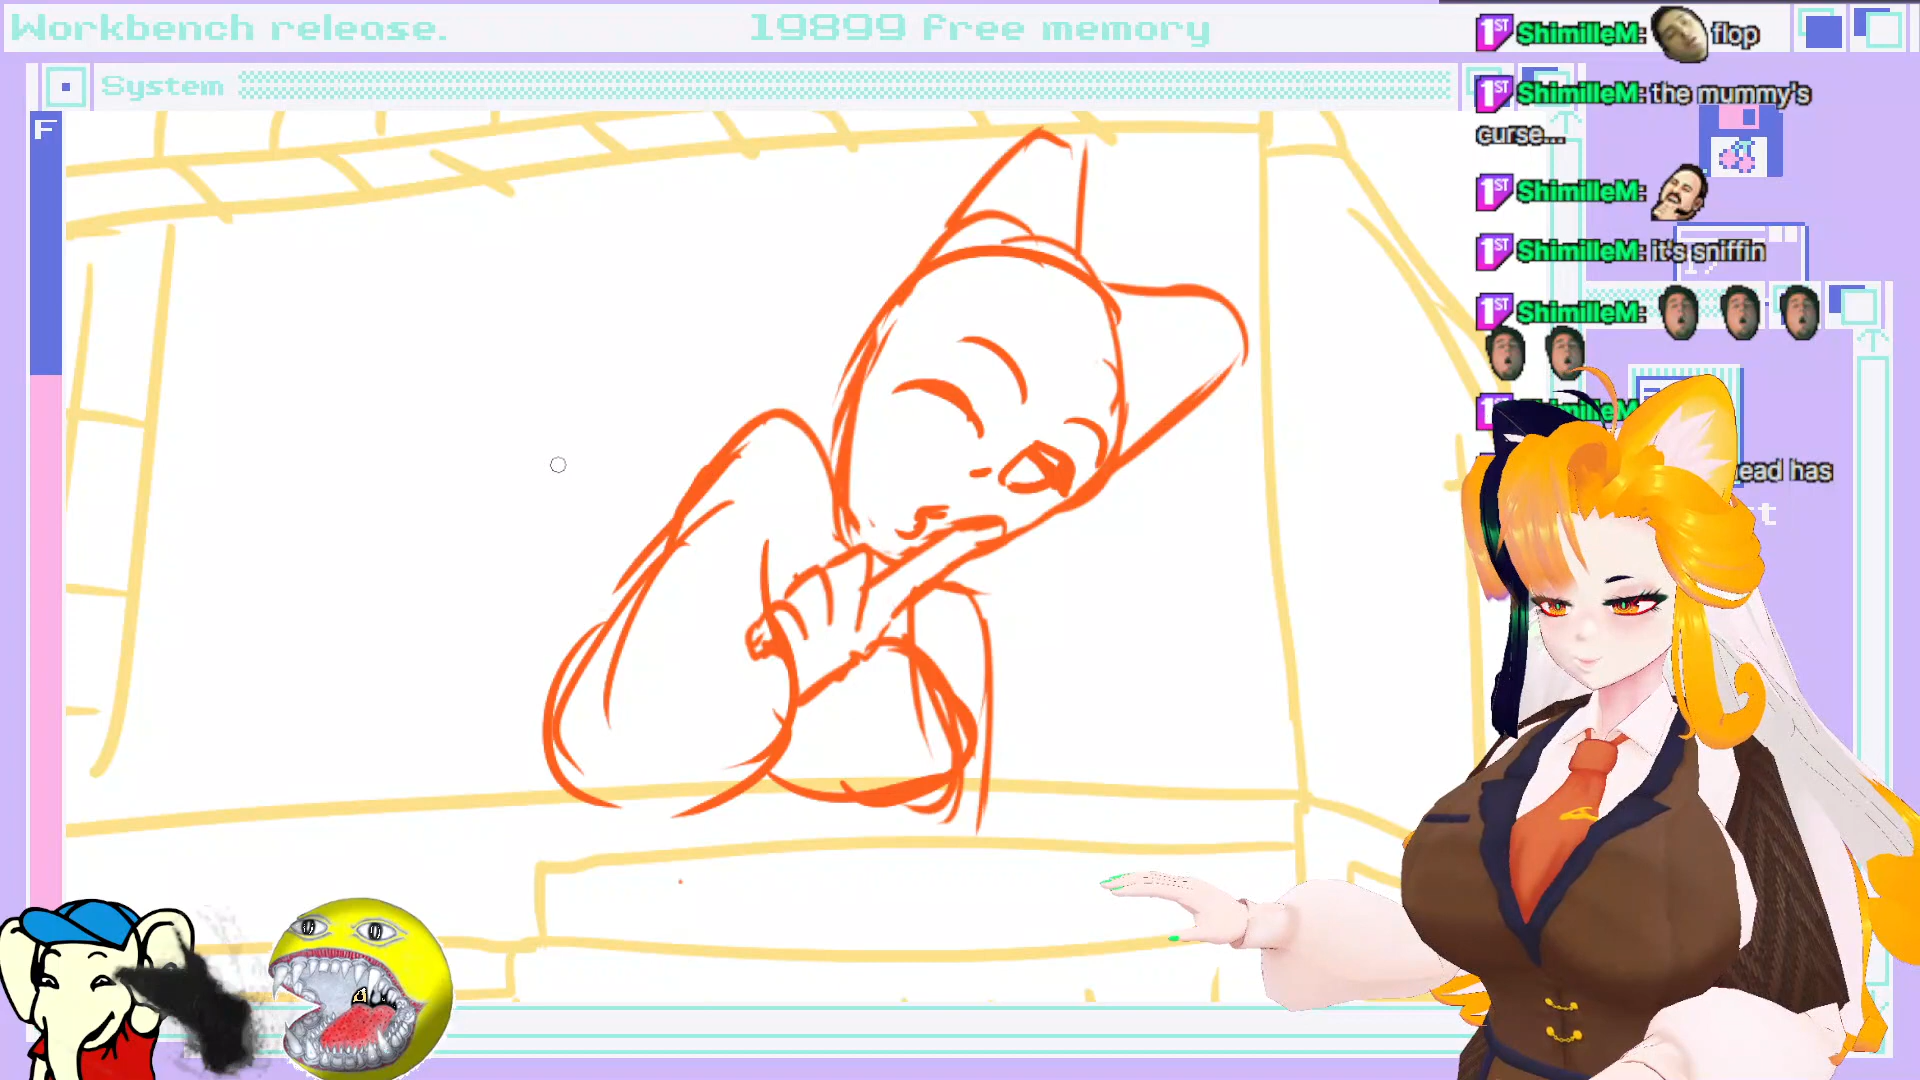 Workbench release.
19899 free memory
System
F
1ST ShimilleM: flop
1ST ShimilleM: the mummy's
curse...
1ST ShimilleM:
1ST ShimilleM: it's sniffin
1ST ShimilleM:
ead has